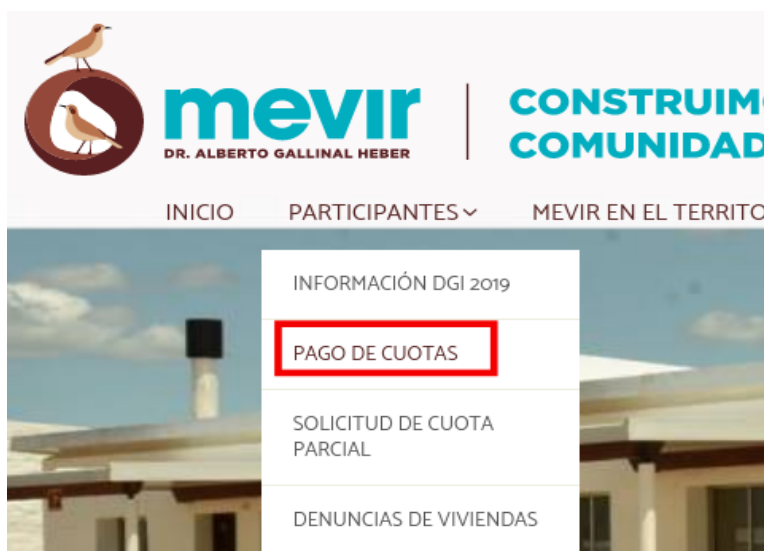 mevir
DR. ALBERTO GALLINAL HEBER
CONSTRUIM
COMUNIDAD
INICIO
PARTICIPANTES
MEVIR EN EL TERRITO
INFORMACIÓN DGI 2019
PAGO DE CUOTAS
SOLICITUD DE CUOTA
PARCIAL
DENUNCIAS DE VIVIENDAS